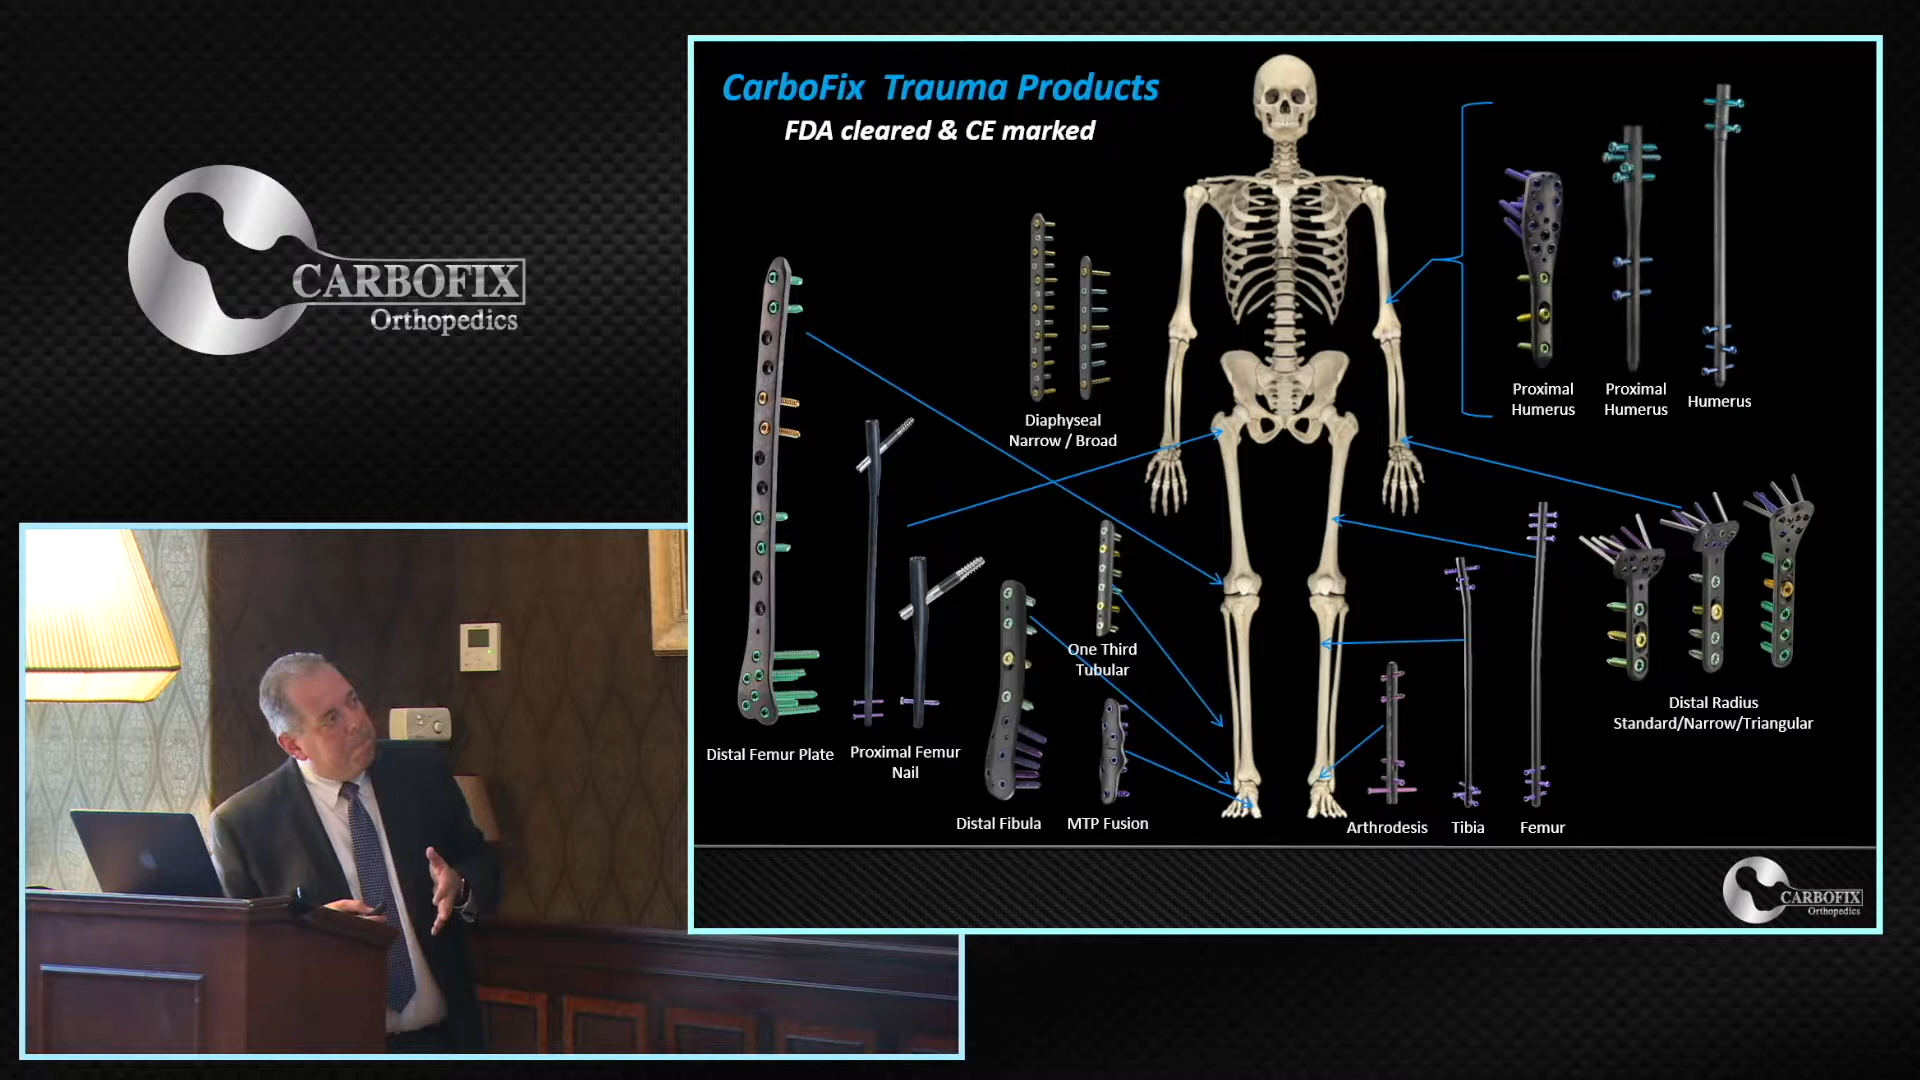 CARBOFIX
Orthopedics
CarboFix Trauma Products
FDA cleared & CE marked
Diaphyseal
Narrow / Broad
Proximal
Humerus
Proximal
Humerus
Humerus
One Third
Tubular
Distal Radius
Standard/Narrow/Triangular
Distal Femur Plate
Proximal Femur
Nail
Distal Fibula
MTP Fusion
Arthrodesis
Tibia
Femur
CARBOFIX
Orthopedics